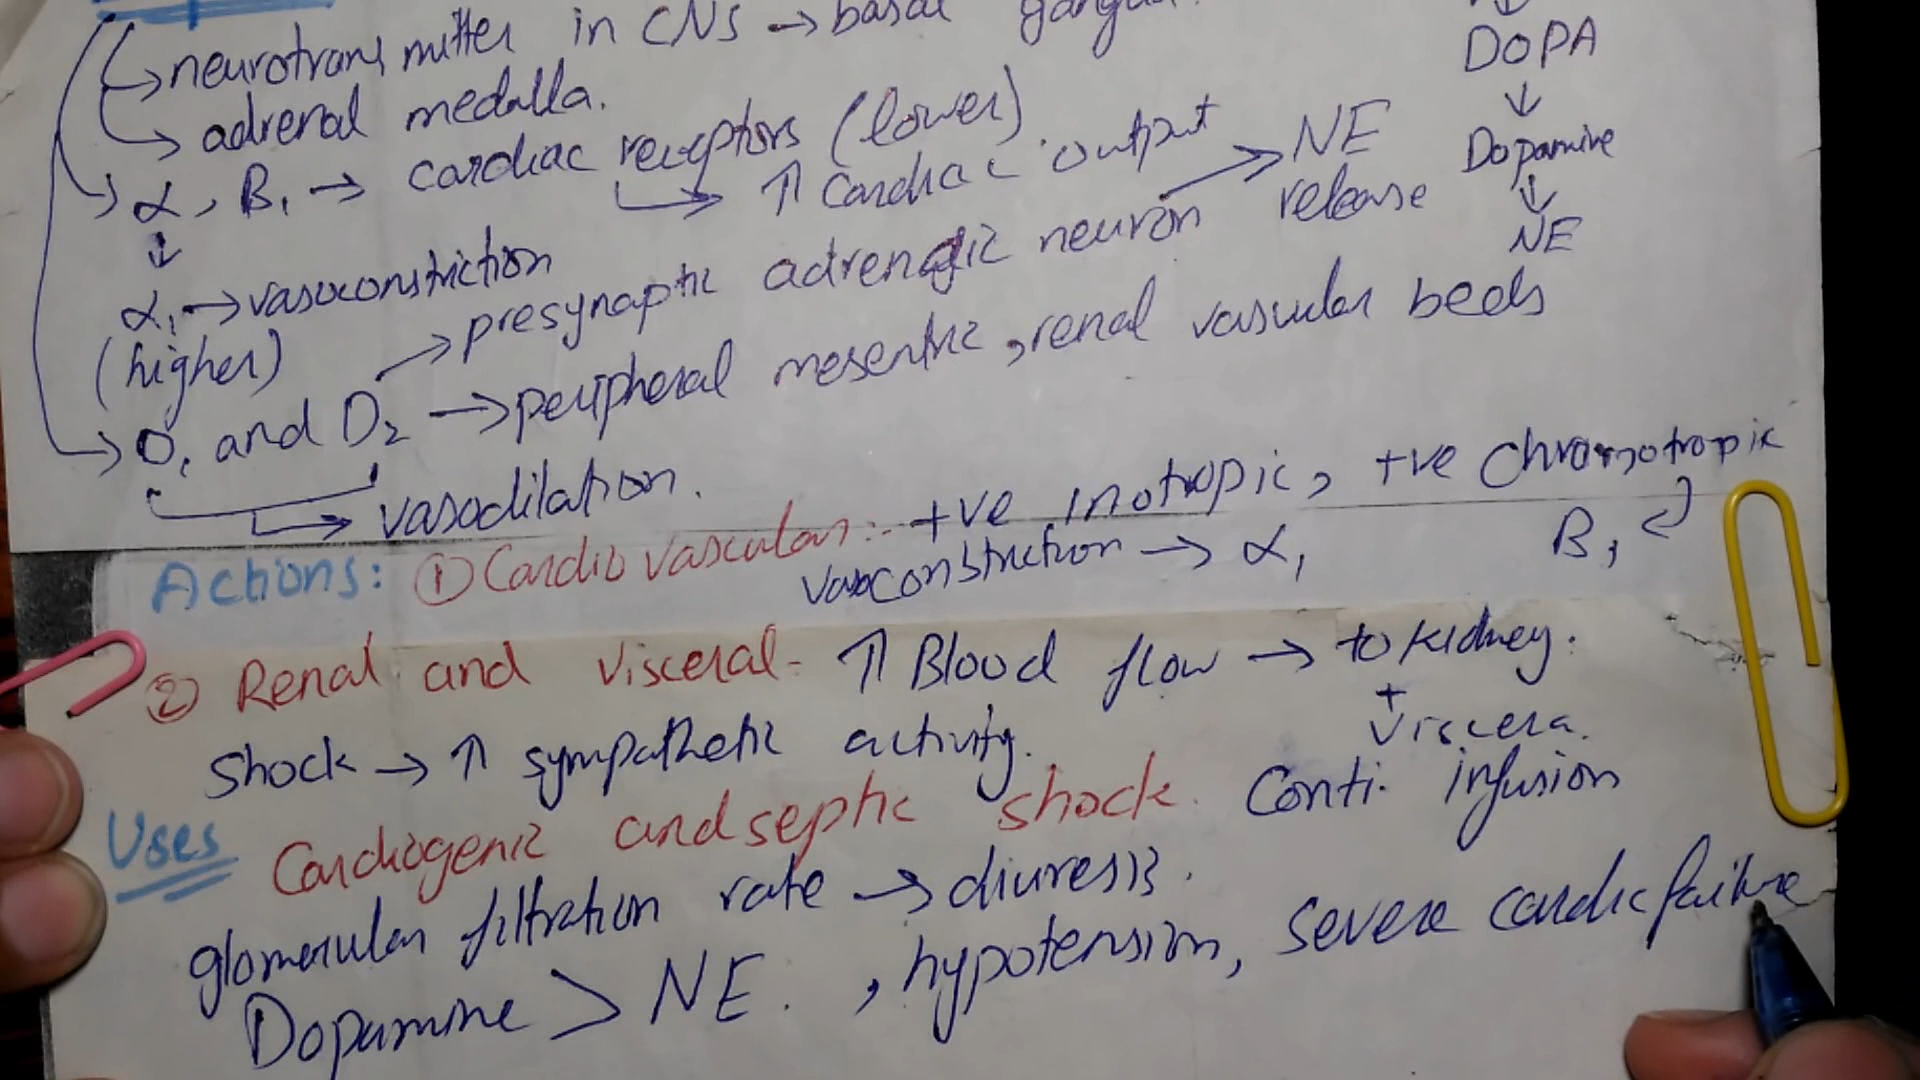 ↳ neurotransmitter in CNS → basal ganglia.
↳ adrenal medulla.
↳ α, B₁ → cardiac receptors (lower)
↳ ⇑ cardiac output
↓
α₁ → vasoconstriction
(higher)
→ presynaptic adrenergic neuron → NE
release
↳ D₁ and D₂ → peripheral mesentric, renal vascular beds
↳ vasodilation.
DOPA
↓
Dopamine
↓
NE
Actions: ① Cardiovascular:- +ve inotropic, +ve chronotropic
vasoconstriction → α₁ B₁
② Renal and visceral- ⇑ Blood flow → to kidney.
+
viscera.
Shock → ⇑ sympathetic activity.
Uses Cardiogenic and septic shock. Conti. infusion
glomerular filtration rate → diuresis.
Dopamine > NE. , hypotension, severe cardic failure